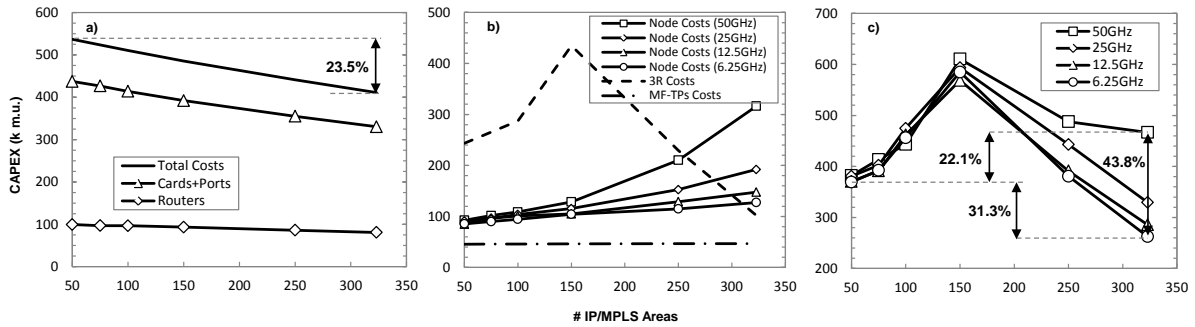 a)
CAPEX (k m.u.)
600
500
400
300
200
100
0
50
100
150
200
250
300
350
23.5%
Total Costs
Cards+Ports
Routers
b)
500
400
300
200
100
0
50
100
150
200
250
300
350
Node Costs (50GHz)
Node Costs (25GHz)
Node Costs (12.5GHz)
Node Costs (6.25GHz)
3R Costs
MF-TPs Costs
# IP/MPLS Areas
c)
700
600
500
400
300
200
50
100
150
200
250
300
350
50GHz
25GHz
12.5GHz
6.25GHz
22.1%
43.8%
31.3%